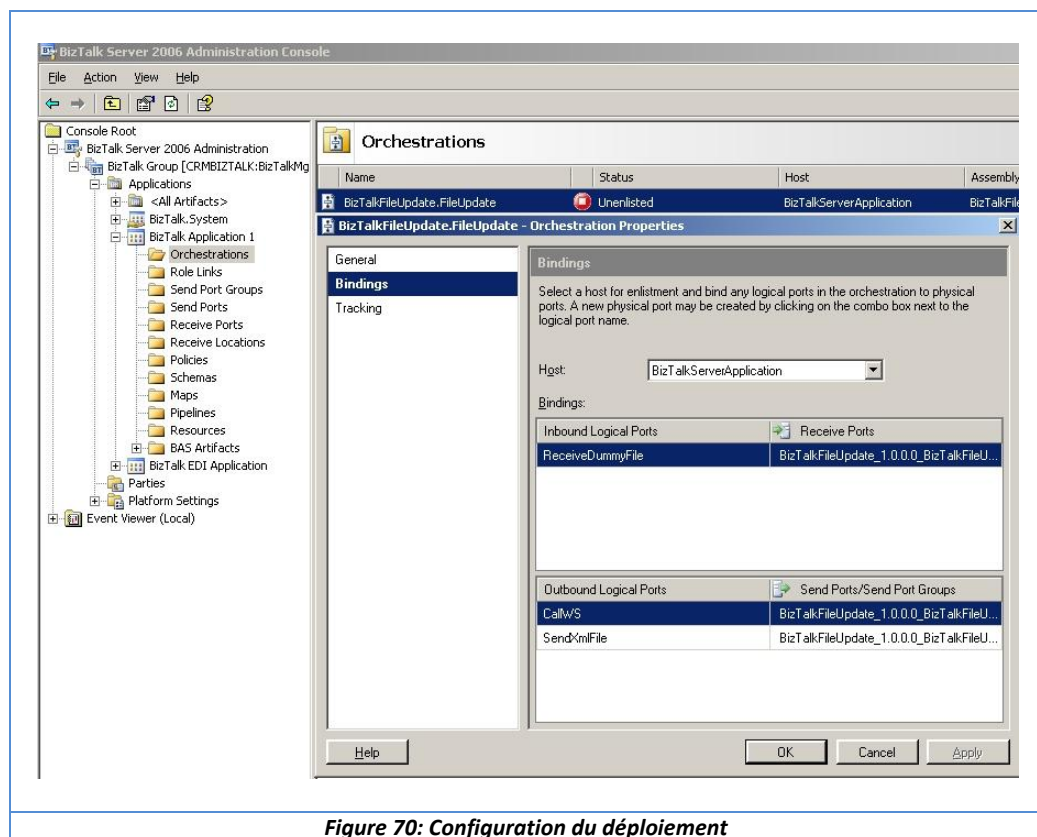 BizTalk Server 2006 Administration Console
File Action View Help
Console Root
BizTalk Server 2006 Administration
BizTalk Group [CRMBIZTALK:BizTalkMg
Applications
<All Artifacts>
BizTalk.System
BizTalk Application 1
Orchestrations
Role Links
Send Port Groups
Send Ports
Receive Ports
Receive Locations
Policies
Schemas
Maps
Pipelines
Resources
BAS Artifacts
BizTalk EDI Application
Parties
Platform Settings
Event Viewer (Local)
Orchestrations
Name Status Host Assembly
BizTalkFileUpdate.FileUpdate Unenlisted BizTalkServerApplication BizTalkFile
BizTalkFileUpdate.FileUpdate - Orchestration Properties
General
Bindings
Tracking
Bindings
Select a host for enlistment and bind any logical ports in the orchestration to physical
ports. A new physical port may be created by clicking on the combo box next to the
logical port name.
Host: BizTalkServerApplication
Bindings:
Inbound Logical Ports Receive Ports
ReceiveDummyFile BizTalkFileUpdate_1.0.0.0_BizTalkFileU...
Outbound Logical Ports Send Ports/Send Port Groups
CallWS BizTalkFileUpdate_1.0.0.0_BizTalkFileU...
SendXmlFile BizTalkFileUpdate_1.0.0.0_BizTalkFileU...
Help OK Cancel Apply
Figure 70: Configuration du déploiement